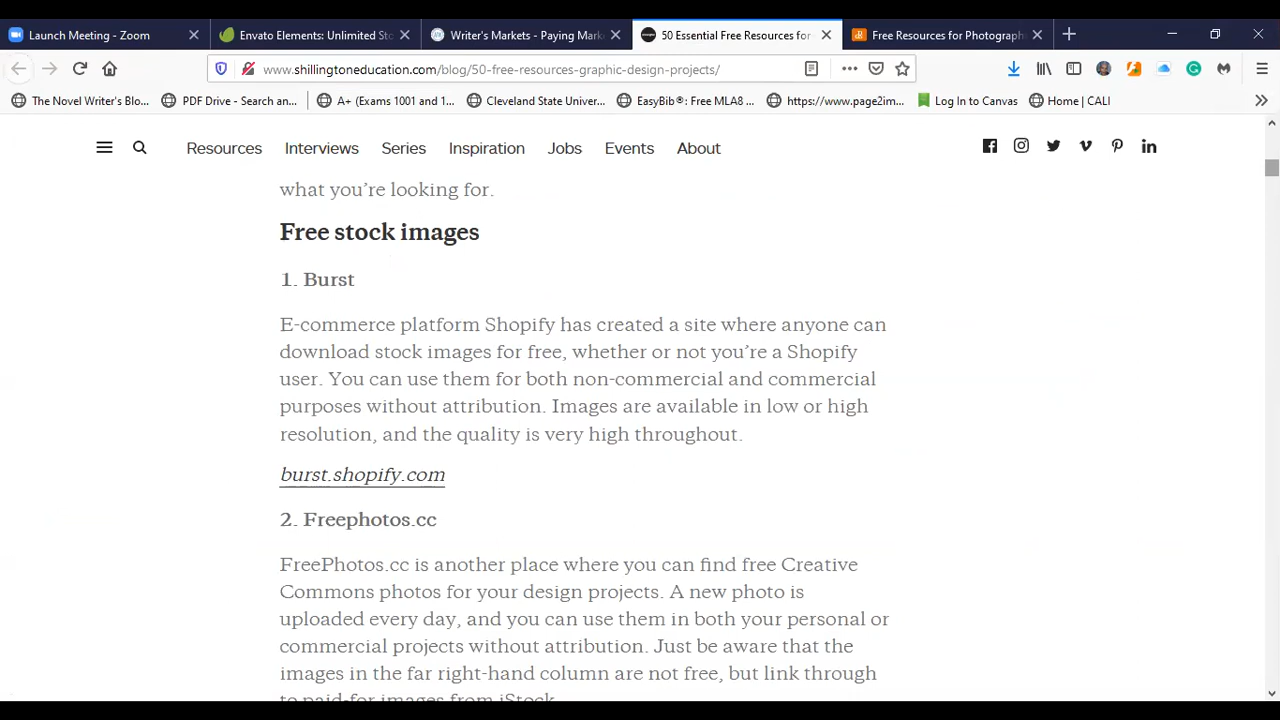 Launch Meeting - Zoom
Envato Elements: Unlimited Sto
Writer's Markets - Paying Mark
50 Essential Free Resources for
Free Resources for Photograph
www.shillingtoneducation.com/blog/50-free-resources-graphic-design-projects/
The Novel Writer's Blo...
PDF Drive - Search an...
A+ (Exams 1001 and 1...
Cleveland State Univer...
EasyBib®: Free MLA8 ...
https://www.page2im...
Log In to Canvas
Home | CALI
Resources
Interviews
Series
Inspiration
Jobs
Events
About
what you’re looking for.
Free stock images
1. Burst
E-commerce platform Shopify has created a site where anyone can
download stock images for free, whether or not you’re a Shopify
user. You can use them for both non-commercial and commercial
purposes without attribution. Images are available in low or high
resolution, and the quality is very high throughout.
burst.shopify.com
2. Freephotos.cc
FreePhotos.cc is another place where you can find free Creative
Commons photos for your design projects. A new photo is
uploaded every day, and you can use them in both your personal or
commercial projects without attribution. Just be aware that the
images in the far right-hand column are not free, but link through
to paid-for images from iStock.